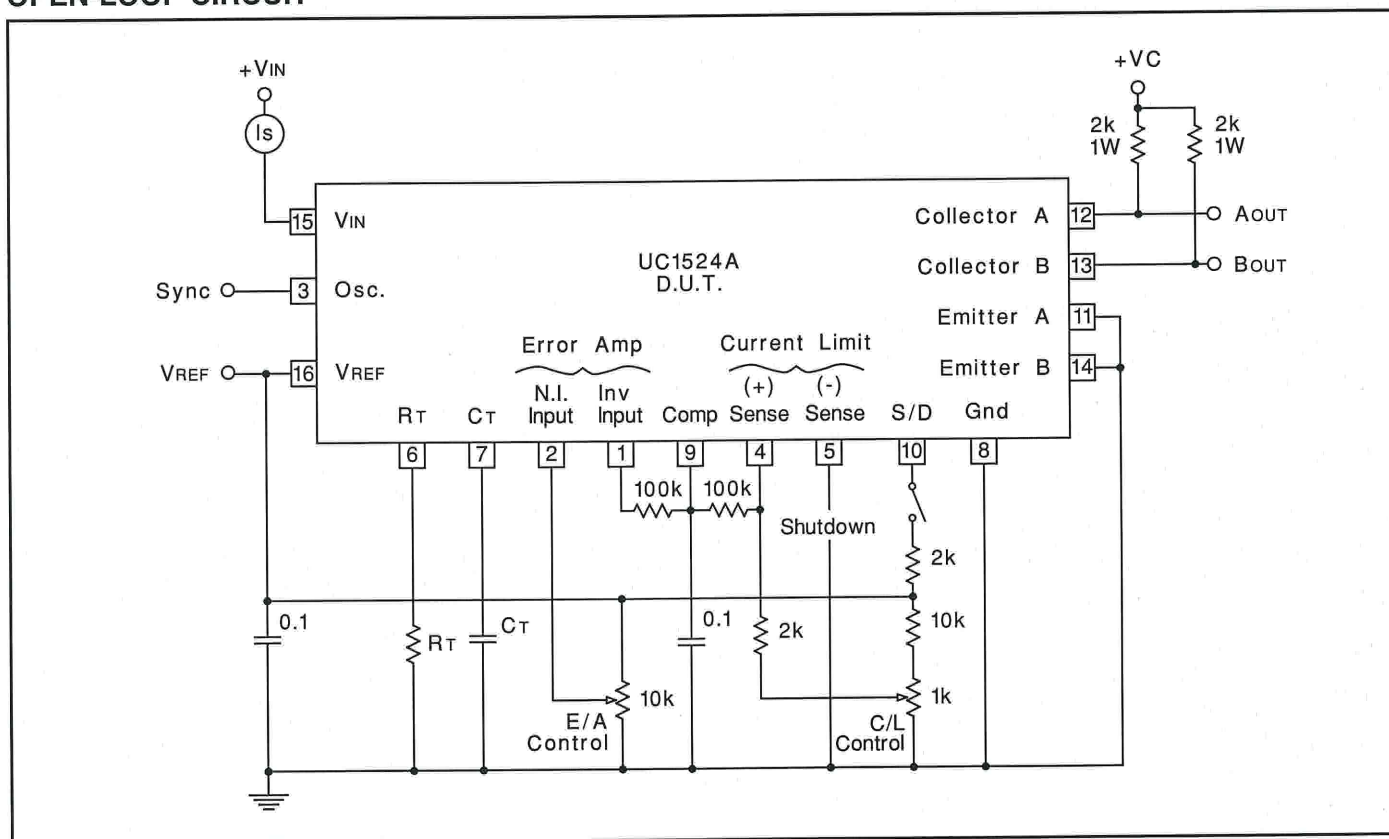 OPEN LOOP CIRCUIT
+VIN
+VC
Is
2k
1W
2k
1W
15
VIN
Collector A
12
AOUT
UC1524A
D.U.T.
Collector B
13
BOUT
Sync
3
Osc.
Emitter A
11
Error Amp
Current Limit
VREF
16
VREF
Emitter B
14
N.I.
Input
Inv
Input
(+)
Sense
(-)
Sense
RT
CT
Comp
S/D
Gnd
6
7
2
1
9
4
5
10
8
100k
100k
Shutdown
2k
0.1
RT
CT
0.1
2k
10k
10k
1k
E/A
Control
C/L
Control